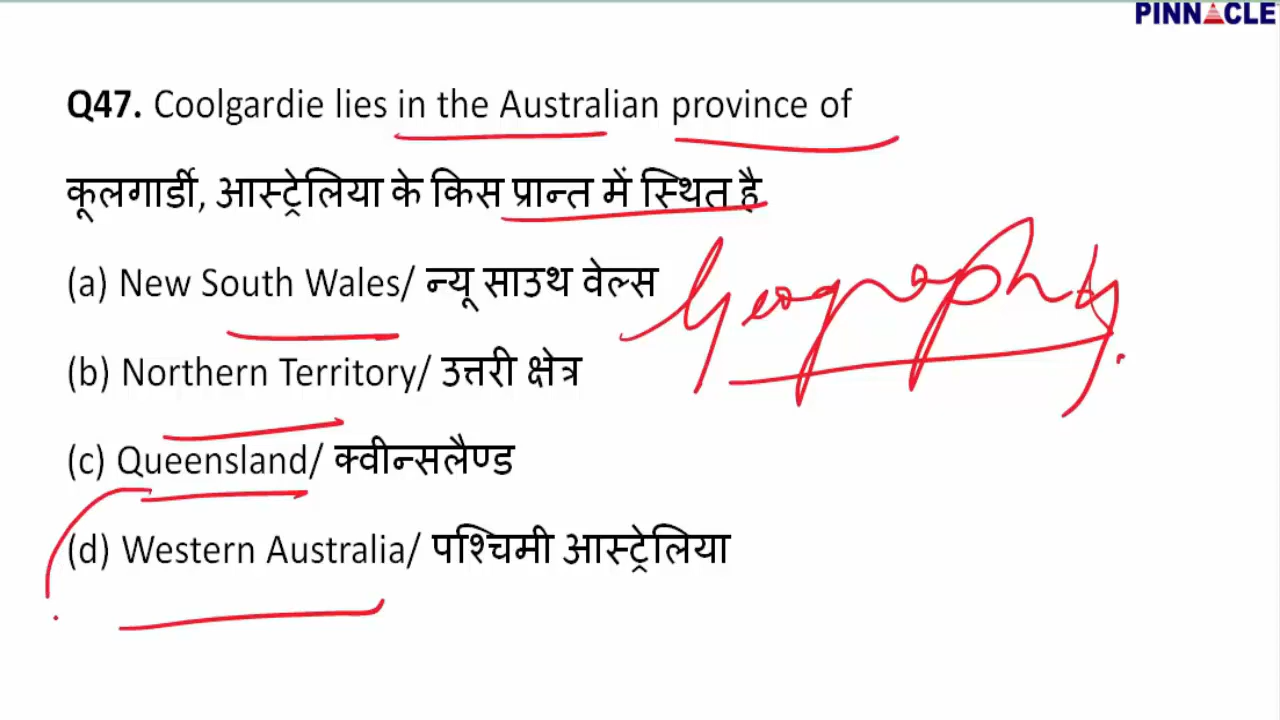 PINNACLE
Q47. Coolgardie lies in the Australian province of
कूलगार्डी, आस्ट्रेलिया के किस प्रान्त में स्थित है
(a) New South Wales/ न्यू साउथ वेल्स
Geography
(b) Northern Territory/ उत्तरी क्षेत्र
(c) Queensland/ क्वीन्सलैण्ड
(d) Western Australia/ पश्चिमी आस्ट्रेलिया